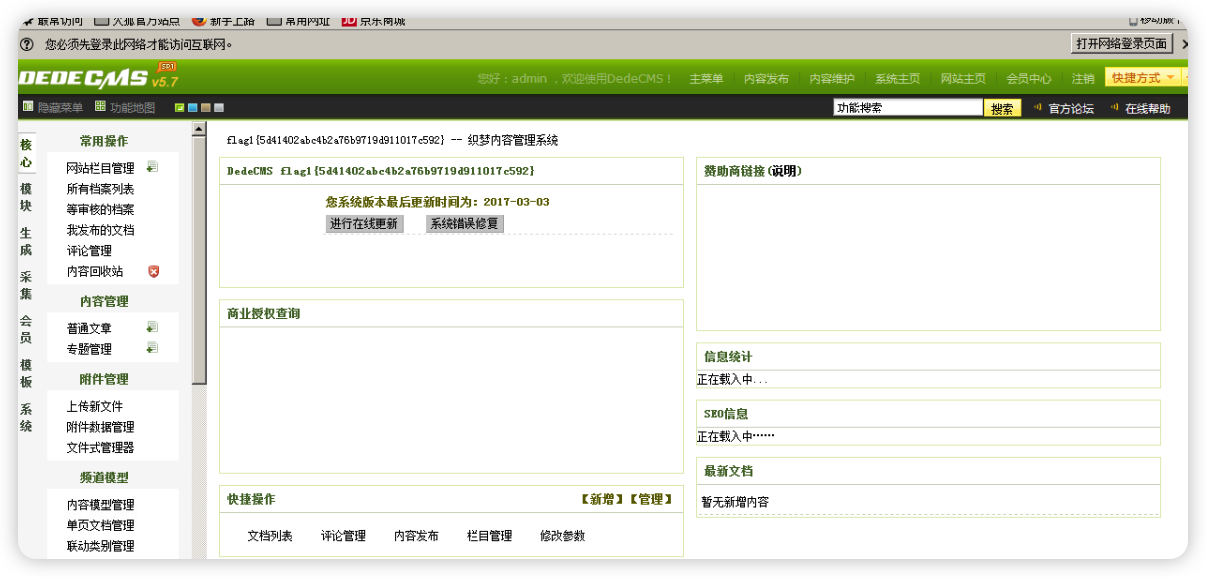 最常访问 火狐官方站点 新手上路 常用网址 JD 京东商城 移动版
您必须先登录此网络才能访问互联网。 打开网络登录页面
DEDECMS SP1 v5.7 您好：admin ，欢迎使用DedeCMS！ 主菜单 内容发布 内容维护 系统主页 网站主页 会员中心 注销 快捷方式
隐藏菜单 功能地图 功能搜索 搜索 官方论坛 在线帮助
核心
模块
生成
采集
会员
模板
系统
常用操作
网站栏目管理
所有档案列表
等审核的档案
我发布的文档
评论管理
内容回收站
内容管理
普通文章
专题管理
附件管理
上传新文件
附件数据管理
文件式管理器
频道模型
内容模型管理
单页文档管理
联动类别管理
flag1{5d41402abc4b2a76b9719d911017c592} -- 织梦内容管理系统
DedeCMS flag1{5d41402abc4b2a76b9719d911017c592}
您系统版本最后更新时间为：2017-03-03
进行在线更新 系统错误修复
商业授权查询
快捷操作 【新增】【管理】
文档列表 评论管理 内容发布 栏目管理 修改参数
赞助商链接(说明)
信息统计
正在载入中...
SEO信息
正在载入中……
最新文档
暂无新增内容